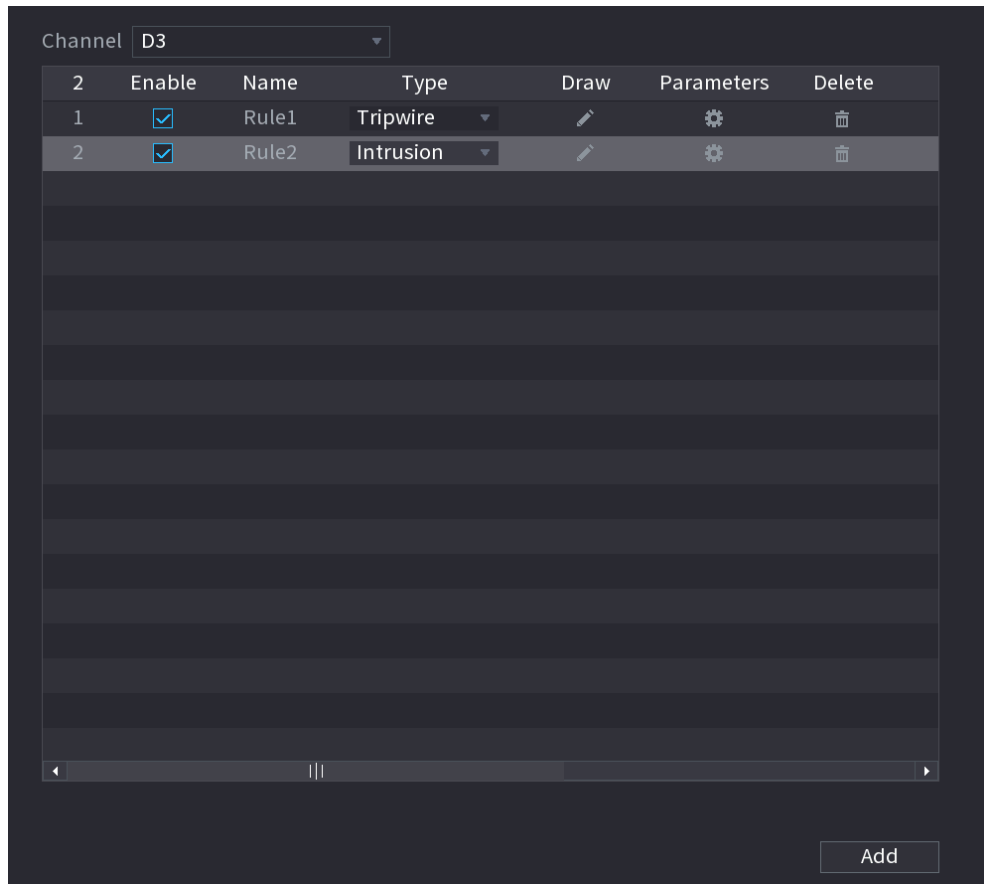 Channel D3
2 Enable Name Type Draw Parameters Delete
1 Rule1 Tripwire
2 Rule2 Intrusion
Add